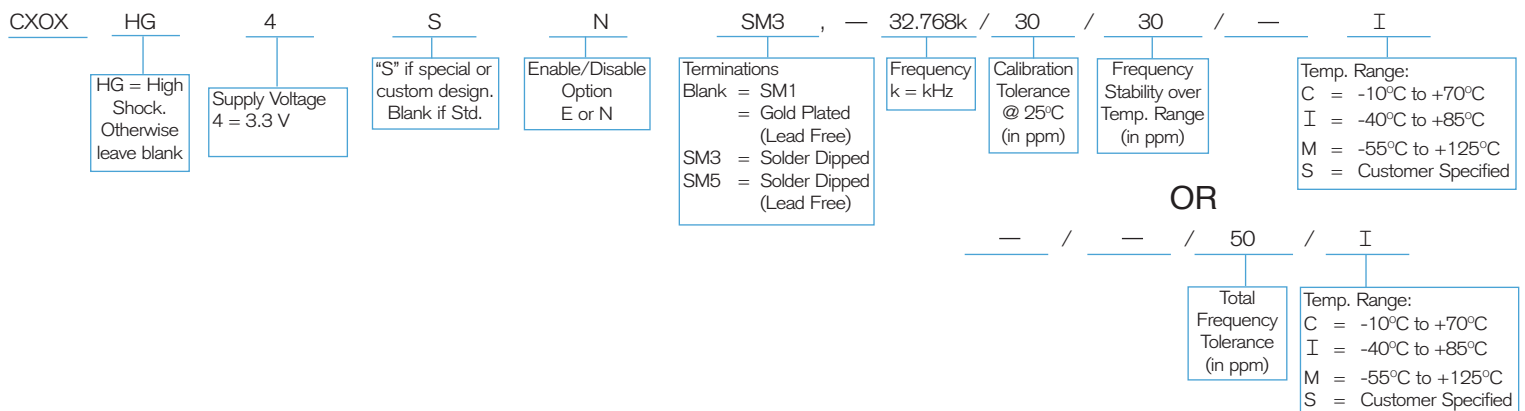 CXOX HG 4 S N SM3, — 32.768k / 30 / 30 / — I
HG = High
Shock.
Otherwise
leave blank
Supply Voltage
4 = 3.3 V
“S” if special or
custom design.
Blank if Std.
Enable/Disable
Option
E or N
Terminations
Blank = SM1
= Gold Plated
(Lead Free)
SM3 = Solder Dipped
SM5 = Solder Dipped
(Lead Free)
Frequency
k = kHz
Calibration
Tolerance
@ 25°C
(in ppm)
Frequency
Stability over
Temp. Range
(in ppm)
Temp. Range:
C = -10°C to +70°C
I = -40°C to +85°C
M = -55°C to +125°C
S = Customer Specified
OR
— / — / 50 / I
Total
Frequency
Tolerance
(in ppm)
Temp. Range:
C = -10°C to +70°C
I = -40°C to +85°C
M = -55°C to +125°C
S = Customer Specified